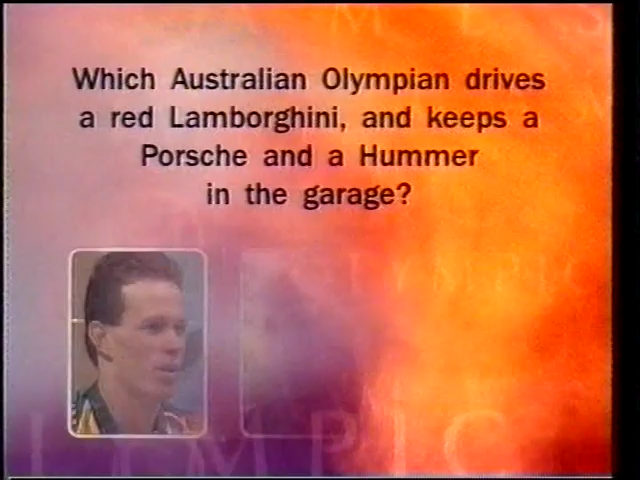 Which Australian Olympian drives
a red Lamborghini, and keeps a
Porsche and a Hummer
in the garage?